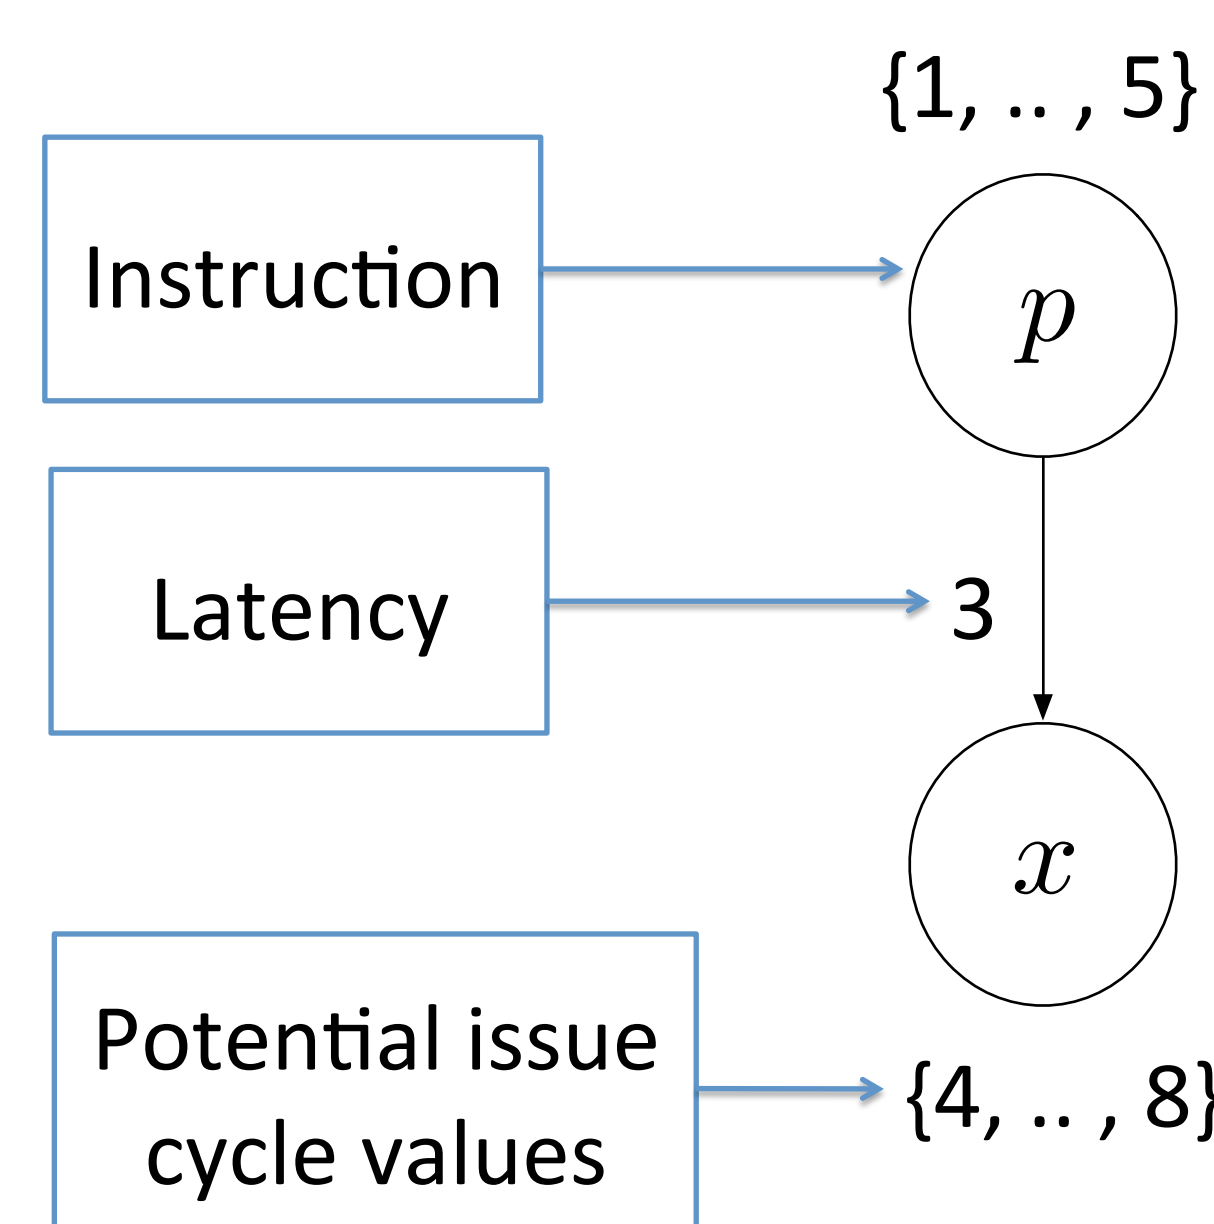 {1, .. , 5}
Instruction
p
Latency
3
x
Potential issue
cycle values
{4, .. , 8}